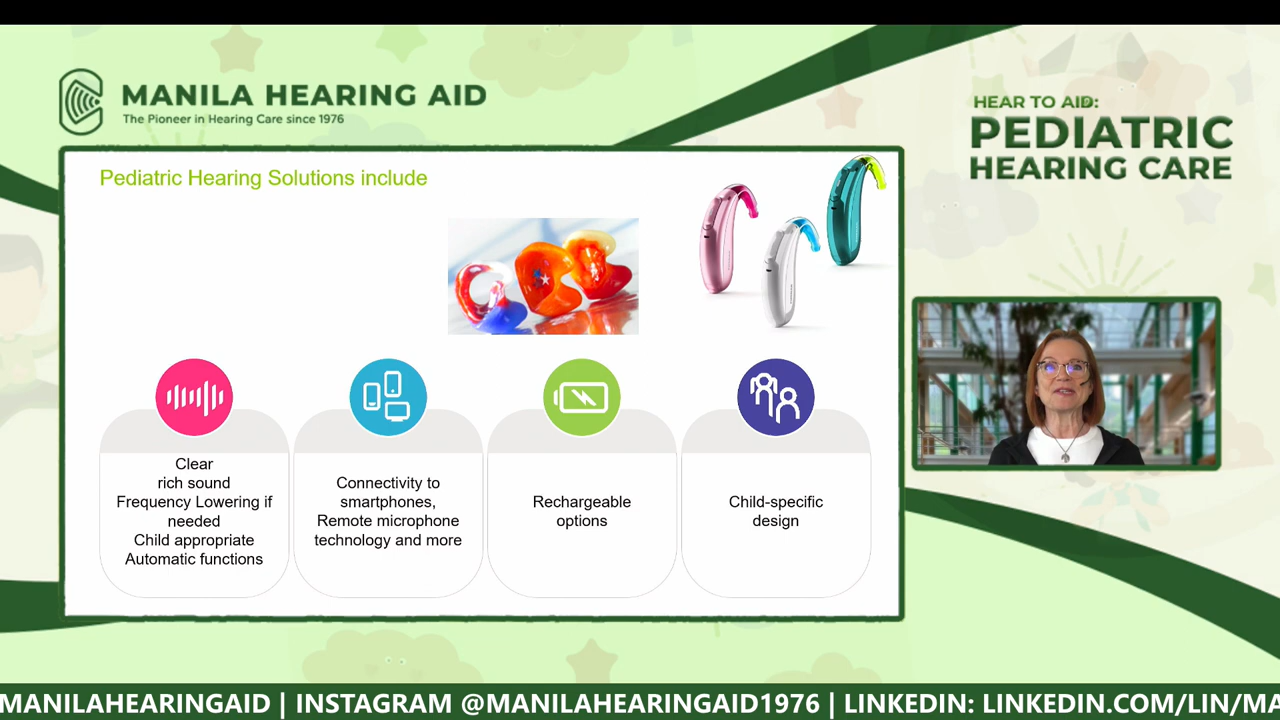 MANILA HEARING AID
The Pioneer in Hearing Care since 1976
HEAR TO AID:
PEDIATRIC
HEARING CARE
Pediatric Hearing Solutions include
Clear
rich sound
Frequency Lowering if
needed
Child appropriate
Automatic functions
Connectivity to
smartphones,
Remote microphone
technology and more
Rechargeable
options
Child-specific
design
MANILAHEARINGAID | INSTAGRAM @MANILAHEARINGAID1976 | LINKEDIN: LINKEDIN.COM/LIN/MA